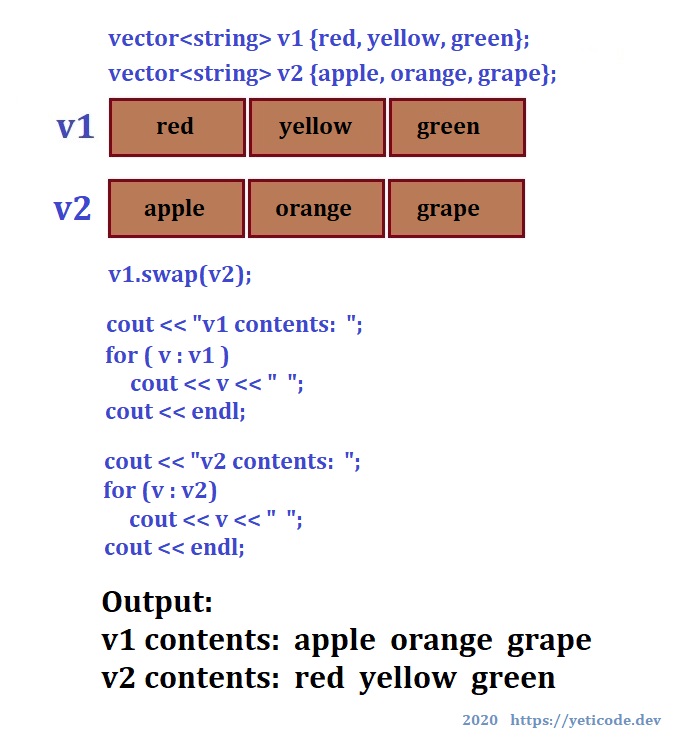 vector<string> v1 {red, yellow, green};
vector<string> v2 {apple, orange, grape};
v1 red yellow green
v2 apple orange grape
v1.swap(v2);
cout << "v1 contents:  ";
for ( v : v1 )
cout << v << "  ";
cout << endl;
cout << "v2 contents:  ";
for (v : v2)
cout << v << "  ";
cout << endl;
Output:
v1 contents:  apple  orange  grape
v2 contents:  red  yellow  green
2020   https://yeticode.dev